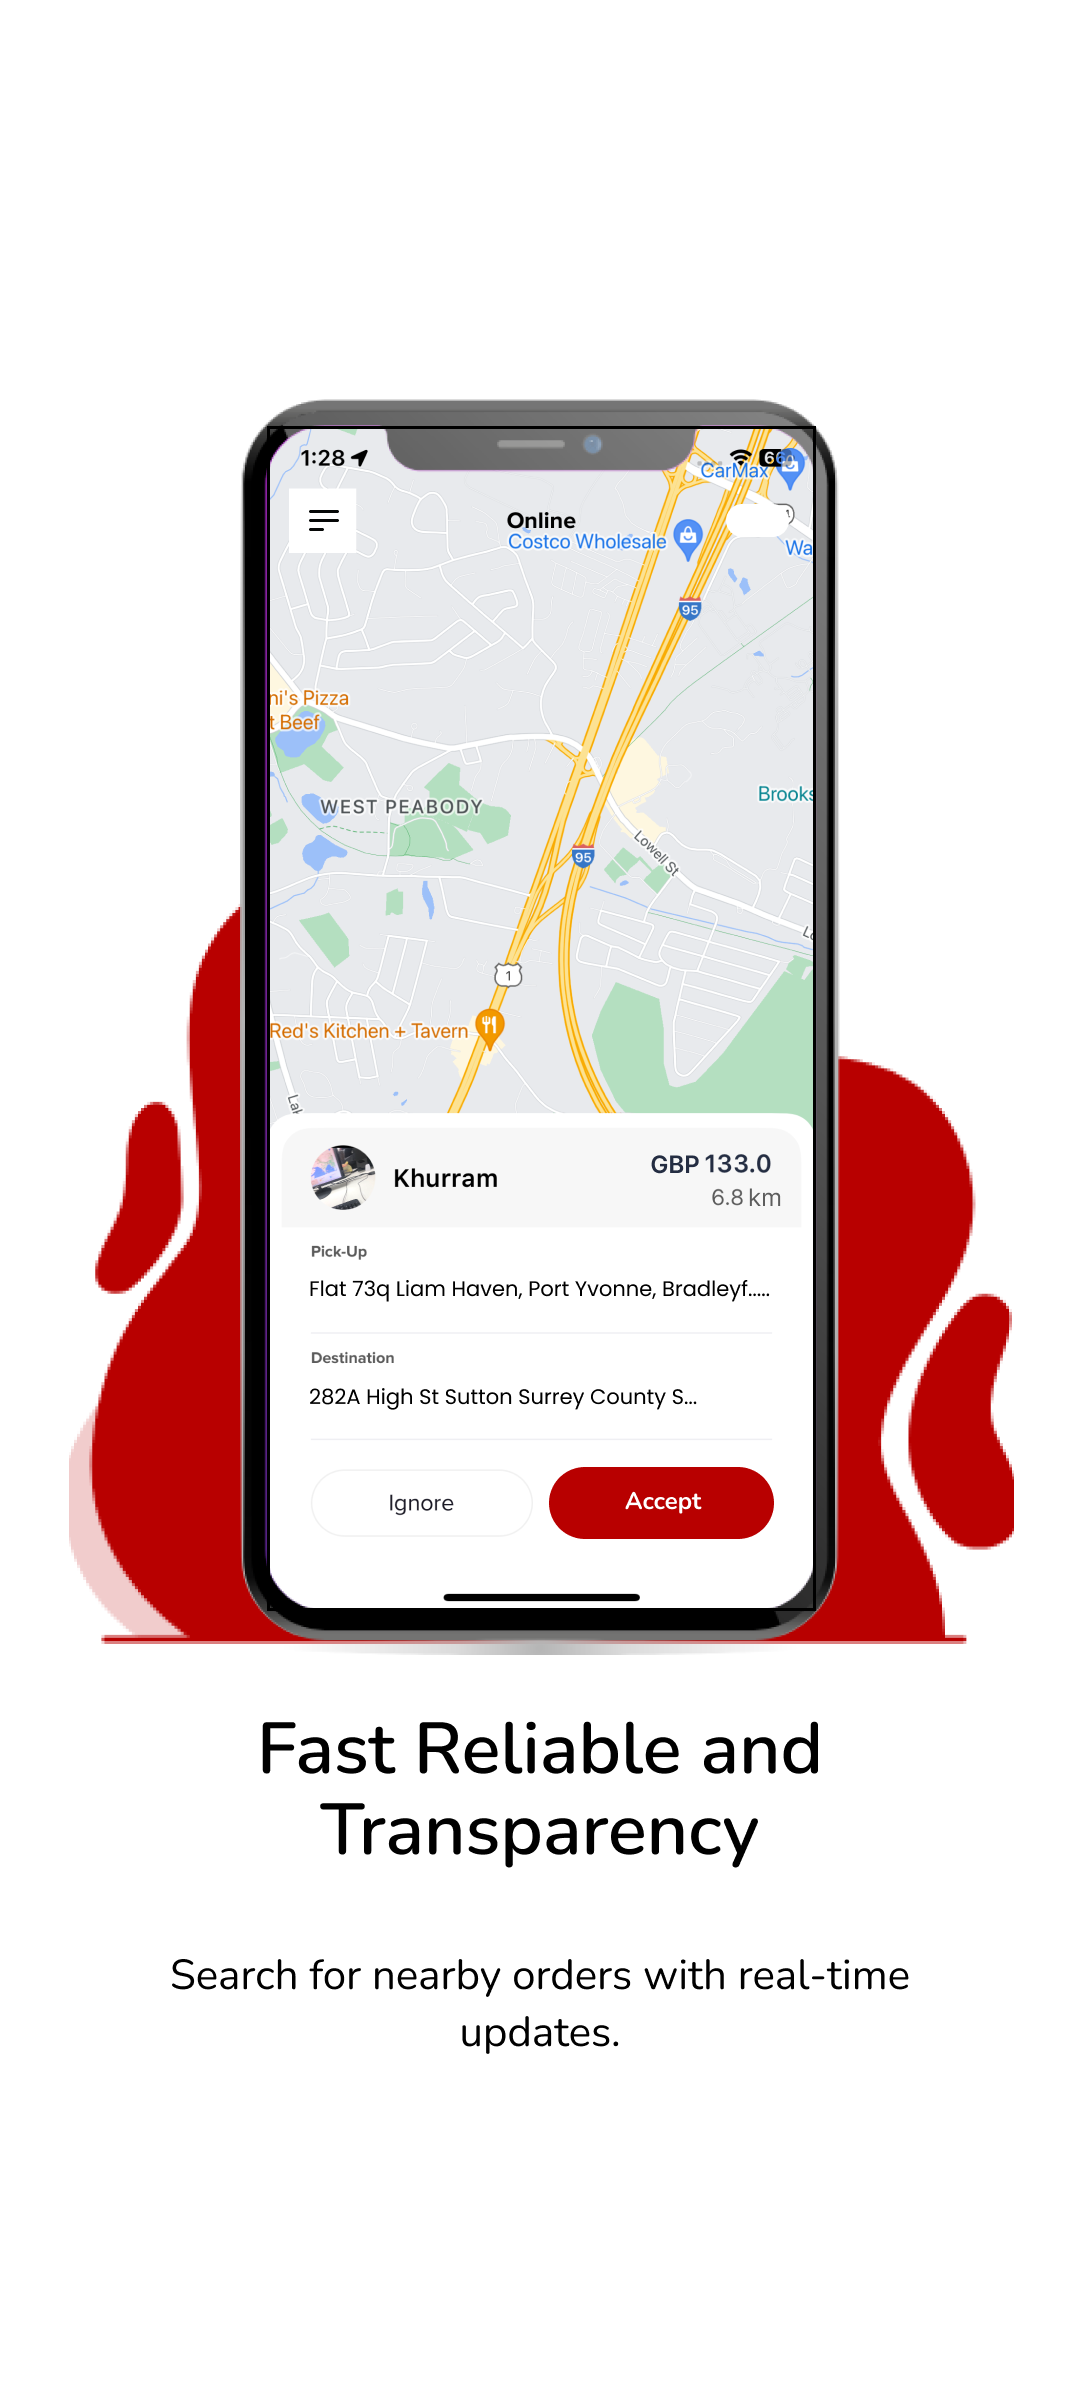 1:28
66
CarMax
Online
Costco Wholesale
Wa
95
ni's Pizza
t Beef
Brooks
WEST PEABODY
Lowell St
95
Lo
1
Red's Kitchen + Tavern
Lak
Khurram
GBP 133.0
6.8 km
Pick-Up
Flat 73q Liam Haven, Port Yvonne, Bradleyf.....
Destination
282A High St Sutton Surrey County S...
Ignore
Accept
Fast Reliable and
Transparency
Search for nearby orders with real-time
updates.